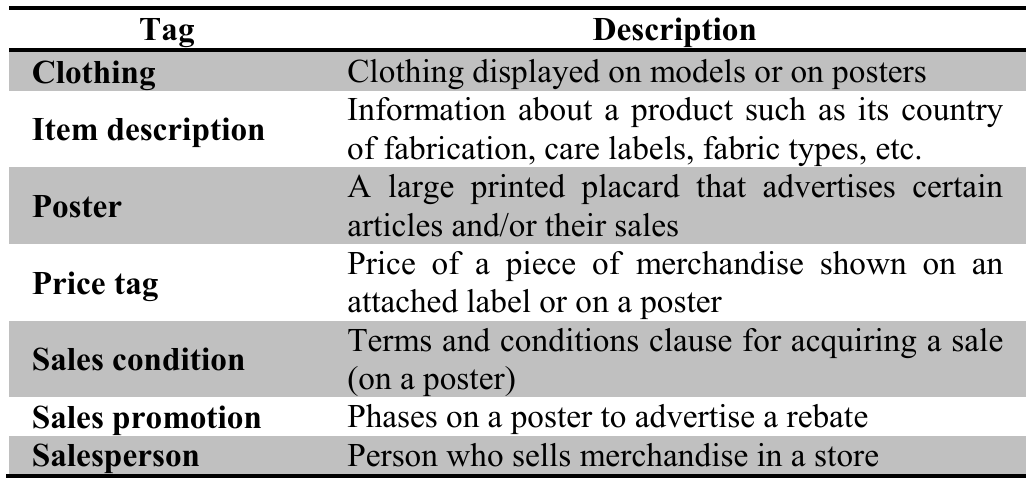 Tag Description
Clothing Clothing displayed on models or on posters
Item description Information about a product such as its country
of fabrication, care labels, fabric types, etc.
Poster A large printed placard that advertises certain
articles and/or their sales
Price tag Price of a piece of merchandise shown on an
attached label or on a poster
Sales condition Terms and conditions clause for acquiring a sale
(on a poster)
Sales promotion Phases on a poster to advertise a rebate
Salesperson Person who sells merchandise in a store